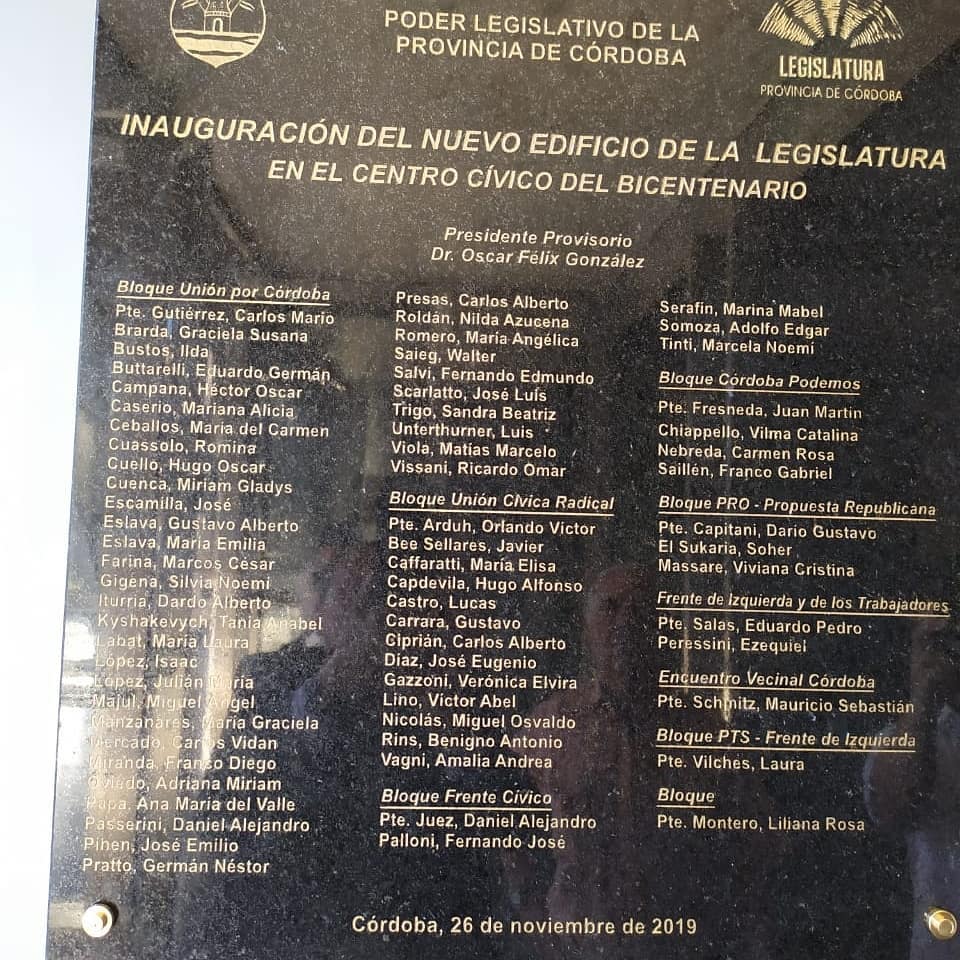 PODER LEGISLATIVO DE LA
PROVINCIA DE CÓRDOBA
LEGISLATURA
PROVINCIA DE CÓRDOBA
INAUGURACIÓN DEL NUEVO EDIFICIO DE LA LEGISLATURA
EN EL CENTRO CÍVICO DEL BICENTENARIO
Presidente Provisorio
Dr. Oscar Félix González
Bloque Unión por Córdoba
Pte. Gutiérrez, Carlos Mario
Brarda, Graciela Susana
Bustos, Ilda
Buttarelli, Eduardo Germán
Campana, Héctor Oscar
Caserio, Mariana Alicia
Ceballos, María del Carmen
Cuassolo, Romina
Cuello, Hugo Oscar
Cuenca, Miriam Gladys
Escamilla, José
Eslava, Gustavo Alberto
Eslava, María Emilia
Farina, Marcos César
Gigena, Silvia Noemi
Iturria, Dardo Alberto
Kyshakevych, Tania Anabel
Labat, María Laura
López, Isaac
López, Julián María
Majul, Miguel Ángel
Manzanares, María Graciela
Mercado, Carlos Vidan
Miranda, Franco Diego
Oviedo, Adriana Miriam
Papa, Ana María del Valle
Passerini, Daniel Alejandro
Pihen, José Emilio
Pratto, Germán Néstor
Presas, Carlos Alberto
Roldán, Nilda Azucena
Romero, María Angélica
Saieg, Walter
Salvi, Fernando Edmundo
Scarlatto, José Luís
Trigo, Sandra Beatriz
Unterthurner, Luis
Viola, Matías Marcelo
Vissani, Ricardo Omar
Bloque Unión Cívica Radical
Pte. Arduh, Orlando Víctor
Bee Sellares, Javier
Caffaratti, María Elisa
Capdevila, Hugo Alfonso
Castro, Lucas
Carrara, Gustavo
Ciprián, Carlos Alberto
Díaz, José Eugenio
Gazzoni, Verónica Elvira
Lino, Víctor Abel
Nicolás, Miguel Osvaldo
Rins, Benigno Antonio
Vagni, Amalia Andrea
Bloque Frente Cívico
Pte. Juez, Daniel Alejandro
Palloni, Fernando José
Serafin, Marina Mabel
Somoza, Adolfo Edgar
Tinti, Marcela Noemi
Bloque Córdoba Podemos
Pte. Fresneda, Juan Martin
Chiappello, Vilma Catalina
Nebreda, Carmen Rosa
Saillén, Franco Gabriel
Bloque PRO - Propuesta Republicana
Pte. Capitani, Dario Gustavo
El Sukaria, Soher
Massare, Viviana Cristina
Frente de Izquierda y de los Trabajadores
Pte. Salas, Eduardo Pedro
Peressini, Ezequiel
Encuentro Vecinal Córdoba
Pte. Schmitz, Mauricio Sebastián
Bloque PTS - Frente de Izquierda
Pte. Vilches, Laura
Bloque
Pte. Montero, Liliana Rosa
Córdoba, 26 de noviembre de 2019